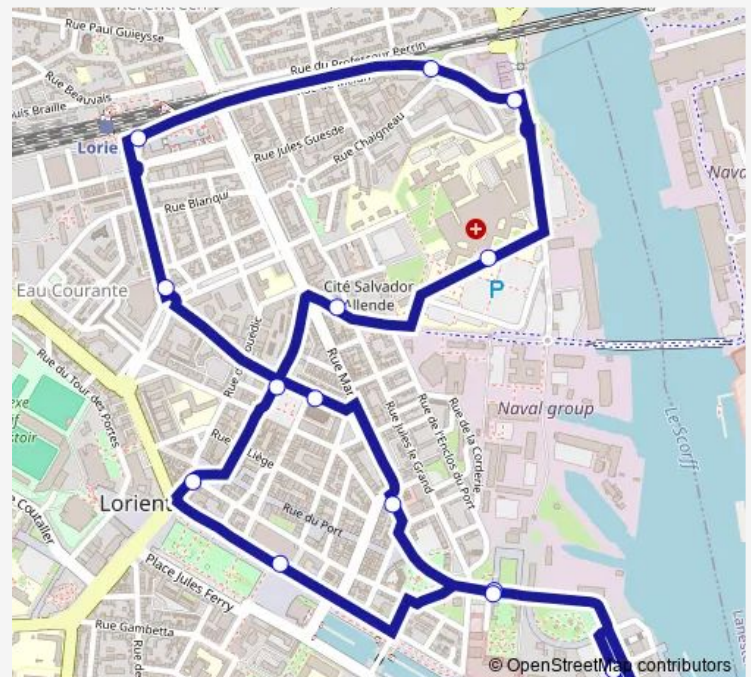 Rue Paul Guieysse
Rue du Professeur Perrin
Rue Beauvais
uis Braille
Lorie
Rue Jules Guesde
Rue Chaigneau
Nava
Rue Blanqui
Eau Courante
Cité Salvador
Allende
P
Rue du Tour des Portes
Rue Mar
Naval group
Le Scorff
Rue Jules le Grand
Rue de l'Enclos du Port
Rue de la Corderie
Liège
Lorient
Rue du Port
Place Jules Ferry
Rue Gambetta
Laneste
© OpenStreetMap contributors